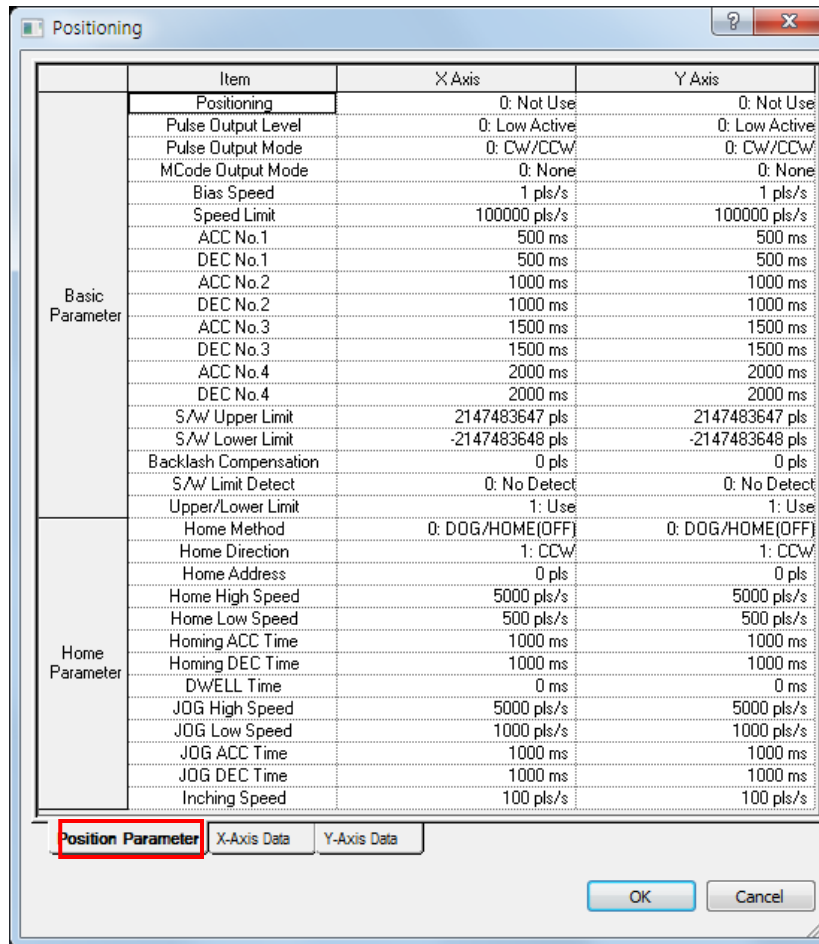 Positioning
Item X Axis Y Axis
Basic Parameter
Positioning 0: Not Use 0: Not Use
Pulse Output Level 0: Low Active 0: Low Active
Pulse Output Mode 0: CW/CCW 0: CW/CCW
MCode Output Mode 0: None 0: None
Bias Speed 1 pls/s 1 pls/s
Speed Limit 100000 pls/s 100000 pls/s
ACC No.1 500 ms 500 ms
DEC No.1 500 ms 500 ms
ACC No.2 1000 ms 1000 ms
DEC No.2 1000 ms 1000 ms
ACC No.3 1500 ms 1500 ms
DEC No.3 1500 ms 1500 ms
ACC No.4 2000 ms 2000 ms
DEC No.4 2000 ms 2000 ms
S/W Upper Limit 2147483647 pls 2147483647 pls
S/W Lower Limit -2147483648 pls -2147483648 pls
Backlash Compensation 0 pls 0 pls
S/W Limit Detect 0: No Detect 0: No Detect
Upper/Lower Limit 1: Use 1: Use
Home Parameter
Home Method 0: DOG/HOME(OFF) 0: DOG/HOME(OFF)
Home Direction 1: CCW 1: CCW
Home Address 0 pls 0 pls
Home High Speed 5000 pls/s 5000 pls/s
Home Low Speed 500 pls/s 500 pls/s
Homing ACC Time 1000 ms 1000 ms
Homing DEC Time 1000 ms 1000 ms
DWELL Time 0 ms 0 ms
JOG High Speed 5000 pls/s 5000 pls/s
JOG Low Speed 1000 pls/s 1000 pls/s
JOG ACC Time 1000 ms 1000 ms
JOG DEC Time 1000 ms 1000 ms
Inching Speed 100 pls/s 100 pls/s
Position Parameter X-Axis Data Y-Axis Data
OK Cancel